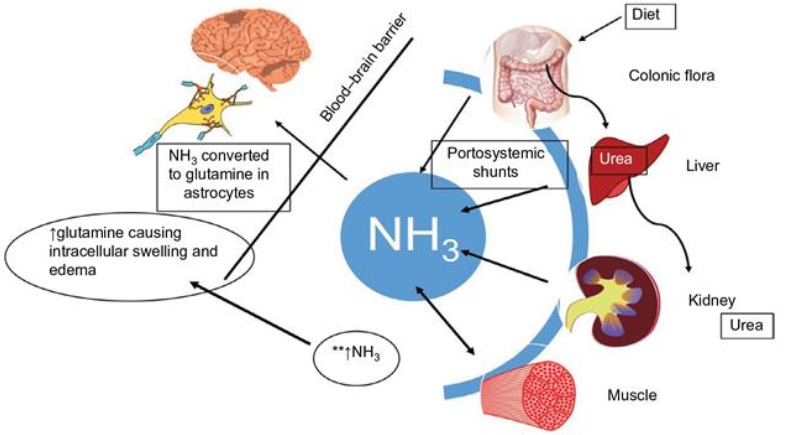 Diet
Blood–brain barrier
Colonic flora
NH₃ converted
to glutamine in
astrocytes
Portosystemic
shunts
Urea
Liver
NH₃
↑glutamine causing
intracellular swelling and
edema
Kidney
Urea
**↑NH₃
Muscle